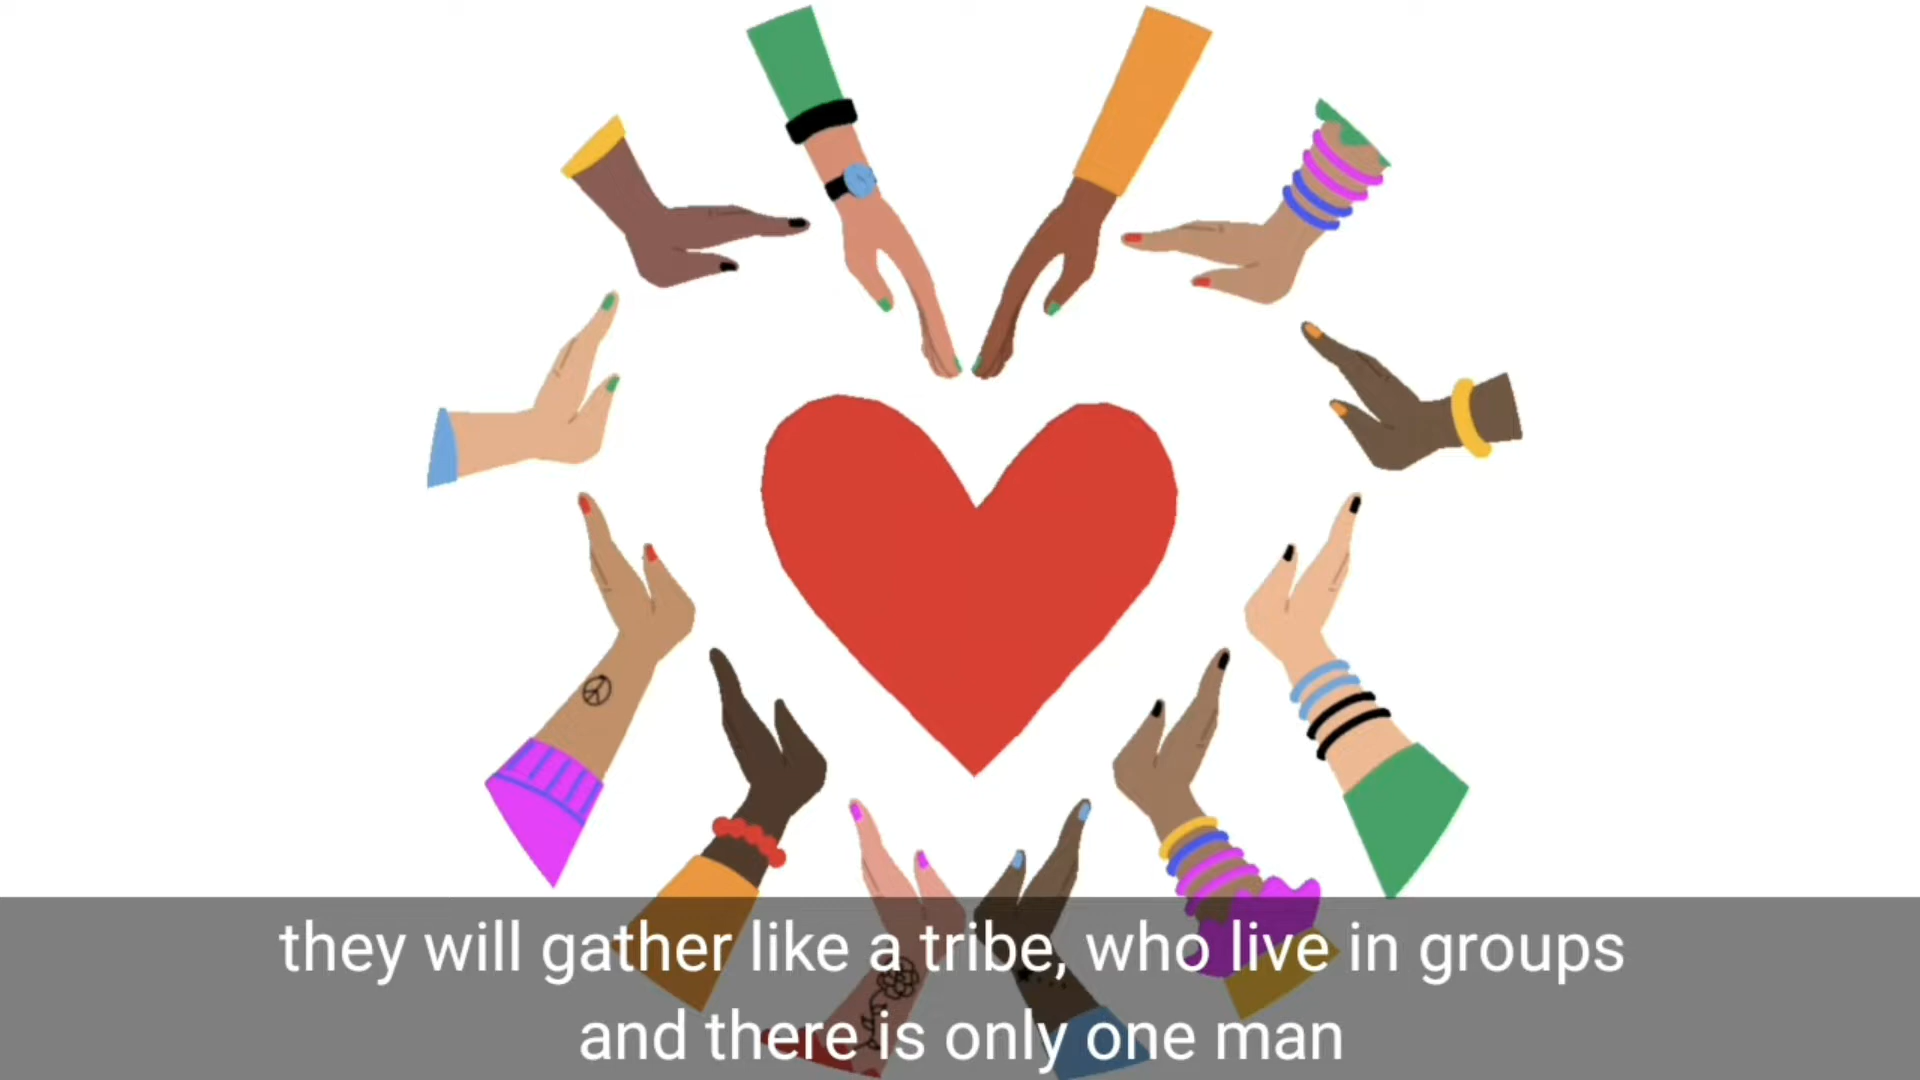 they will gather like a tribe, who live in groups
and there is only one man